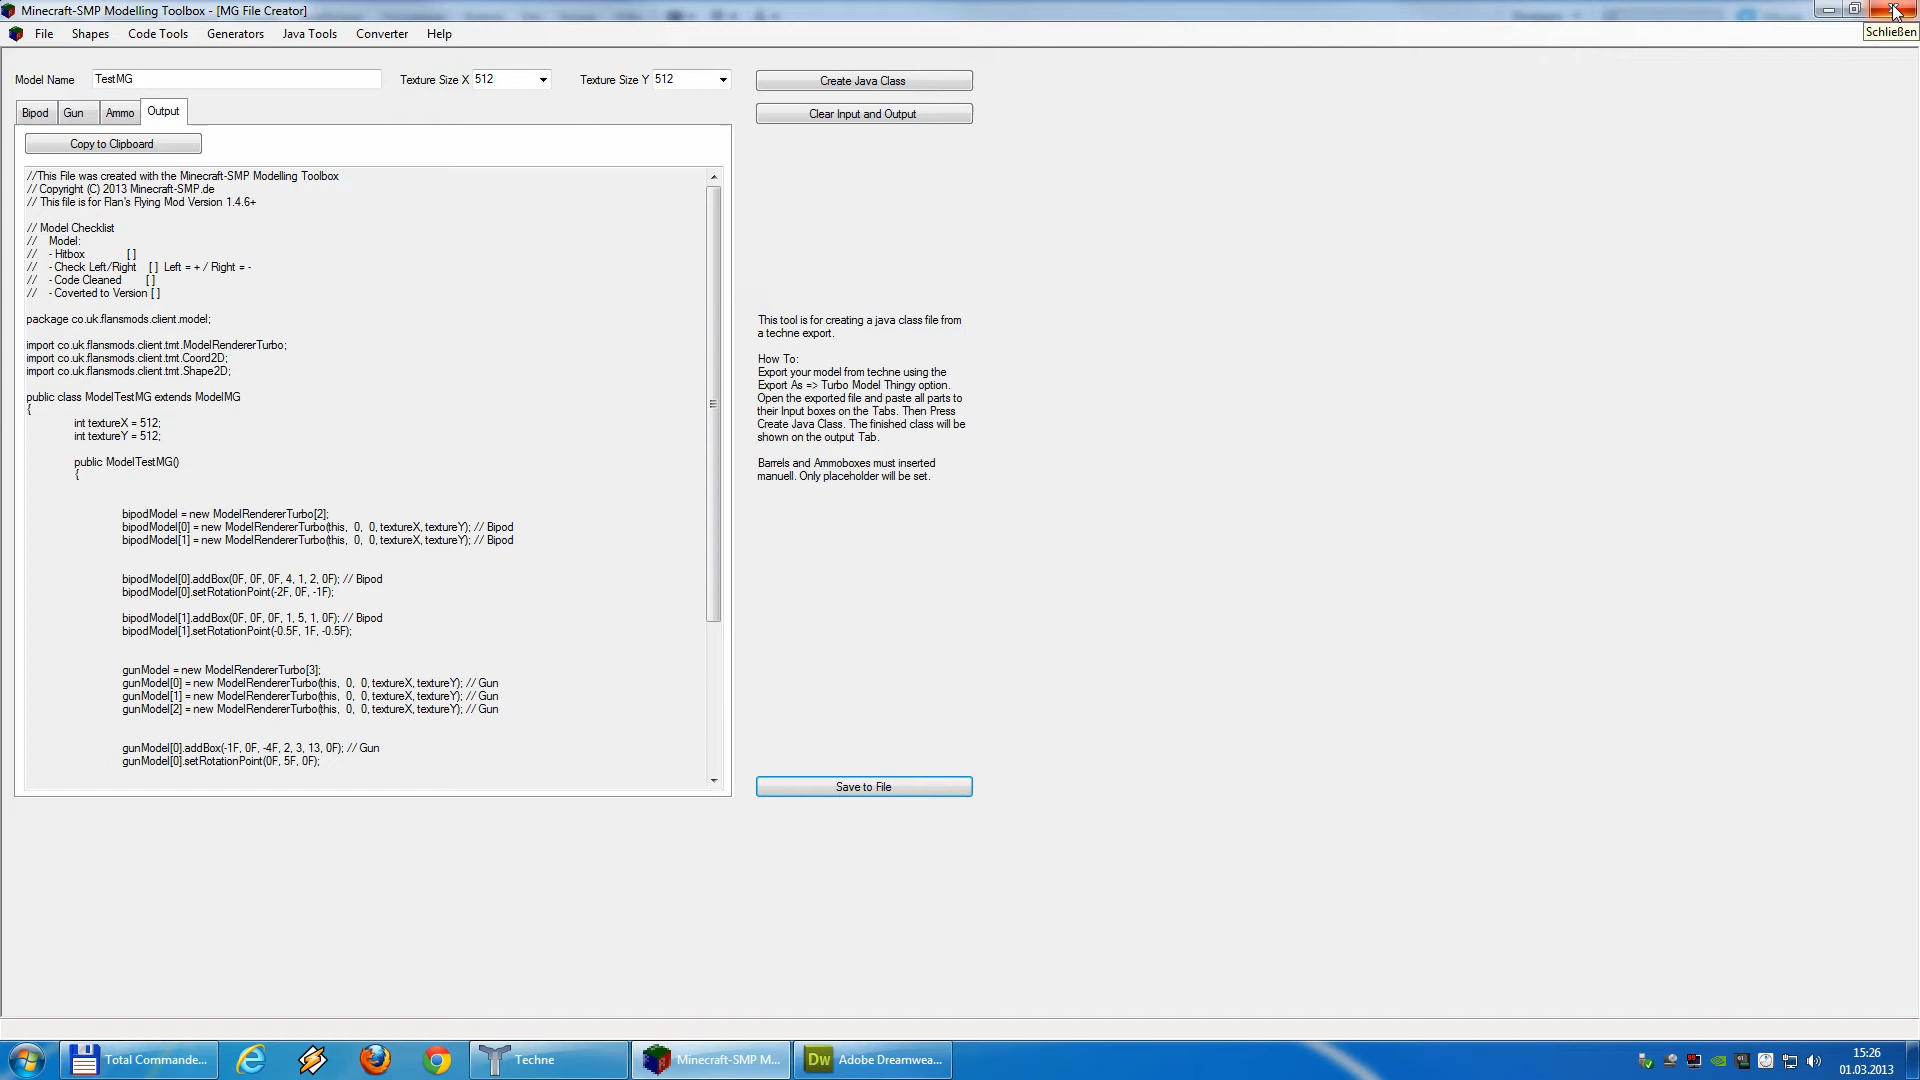 Minecraft-SMP Modelling Toolbox - [MG File Creator]
Schließen
File Shapes Code Tools Generators Java Tools Converter Help
Model Name TestMG Texture Size X 512 Texture Size Y 512 Create Java Class
Bipod Gun Ammo Output
Clear Input and Output
Copy to Clipboard
//This File was created with the Minecraft-SMP Modelling Toolbox
// Copyright (C) 2013 Minecraft-SMP.de
// This file is for Flan's Flying Mod Version 1.4.6+
// Model Checklist
// Model:
// - Hitbox [ ]
// - Check Left/Right [ ] Left = + / Right = -
// - Code Cleaned [ ]
// - Coverted to Version [ ]
package co.uk.flansmods.client.model;
import co.uk.flansmods.client.tmt.ModelRendererTurbo;
import co.uk.flansmods.client.tmt.Coord2D;
import co.uk.flansmods.client.tmt.Shape2D;
public class ModelTestMG extends ModelMG
{
int textureX = 512;
int textureY = 512;
public ModelTestMG()
{
bipodModel = new ModelRendererTurbo[2];
bipodModel[0] = new ModelRendererTurbo(this, 0, 0, textureX, textureY); // Bipod
bipodModel[1] = new ModelRendererTurbo(this, 0, 0, textureX, textureY); // Bipod
bipodModel[0].addBox(0F, 0F, 0F, 4, 1, 2, 0F); // Bipod
bipodModel[0].setRotationPoint(-2F, 0F, -1F);
bipodModel[1].addBox(0F, 0F, 0F, 1, 5, 1, 0F); // Bipod
bipodModel[1].setRotationPoint(-0.5F, 1F, -0.5F);
gunModel = new ModelRendererTurbo[3];
gunModel[0] = new ModelRendererTurbo(this, 0, 0, textureX, textureY); // Gun
gunModel[1] = new ModelRendererTurbo(this, 0, 0, textureX, textureY); // Gun
gunModel[2] = new ModelRendererTurbo(this, 0, 0, textureX, textureY); // Gun
gunModel[0].addBox(-1F, 0F, -4F, 2, 3, 13, 0F); // Gun
gunModel[0].setRotationPoint(0F, 5F, 0F);
This tool is for creating a java class file from
a techne export.
How To:
Export your model from techne using the
Export As => Turbo Model Thingy option.
Open the exported file and paste all parts to
their Input boxes on the Tabs. Then Press
Create Java Class. The finished class will be
shown on the output Tab.
Barrels and Ammoboxes must inserted
manuell. Only placeholder will be set.
Save to File
Total Commande... Techne Minecraft-SMP M... Dw Adobe Dreamwea...
15:26
01.03.2013